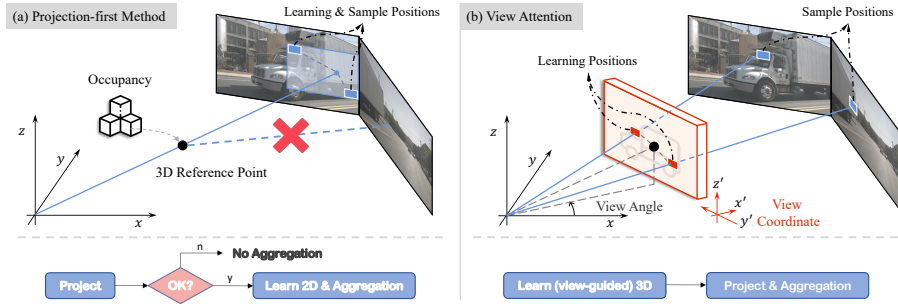 (a) Projection-first Method
Learning & Sample Positions
Occupancy
z
y
x
3D Reference Point
n
No Aggregation
Project
OK?
y
Learn 2D & Aggregation
(b) View Attention
Sample Positions
Learning Positions
z
y
x
View Angle
z′
x′
y′
View
Coordinate
Learn (view-guided) 3D
Project & Aggregation